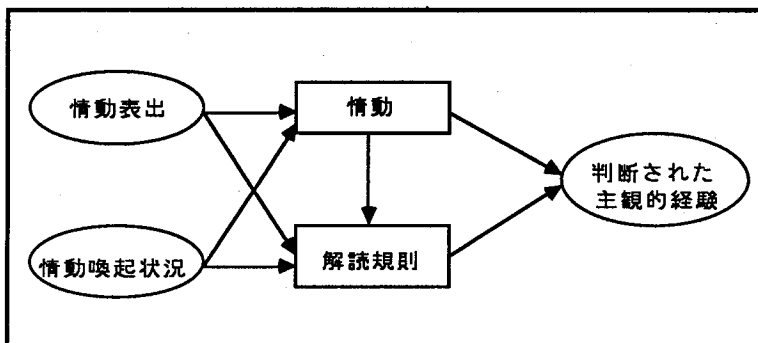 情動表出
情動
判断された
主観的経験
情動喚起状況
解読規則